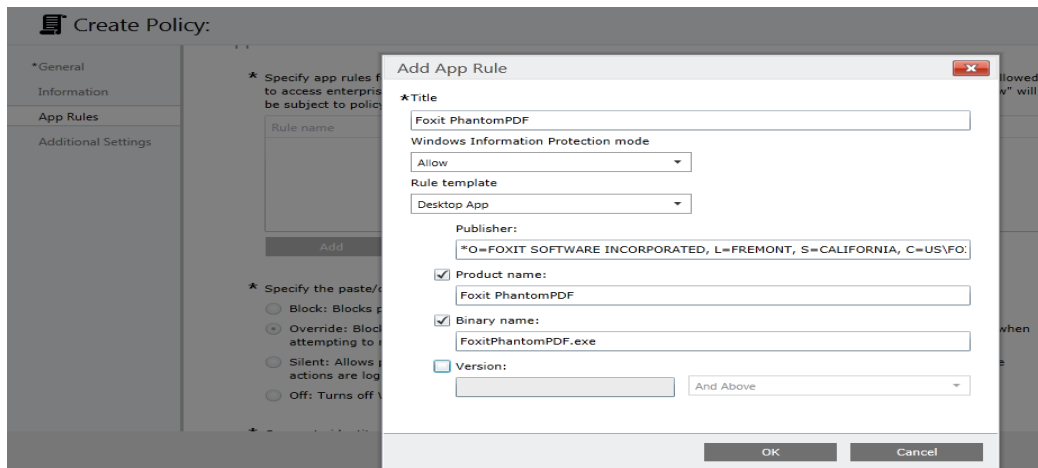 Create Policy:
*General
Information
App Rules
Additional Settings
* Specify app rules f
to access enterpris
be subject to polic
Rule name
Add
* Specify the paste/
Block: Blocks p
Override: Bloc
attempting to
Silent: Allows
actions are log
Off: Turns off
llowed
" will
when
Add App Rule
*Title
Foxit PhantomPDF
Windows Information Protection mode
Allow
Rule template
Desktop App
Publisher:
*O=FOXIT SOFTWARE INCORPORATED, L=FREMONT, S=CALIFORNIA, C=US\FO
Product name:
Foxit PhantomPDF
Binary name:
FoxitPhantomPDF.exe
Version:
And Above
OK
Cancel